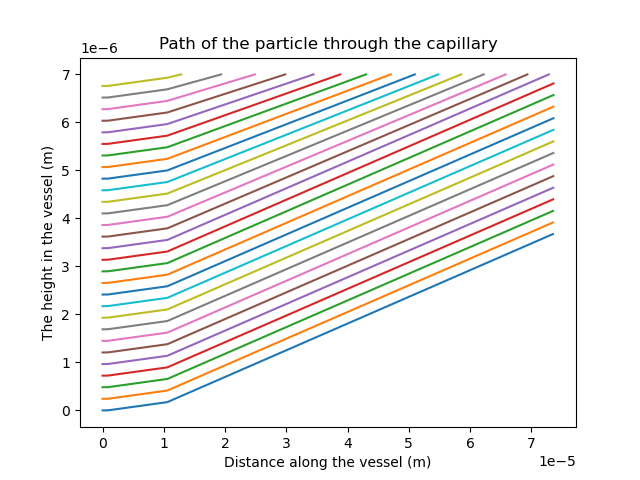 Path of the particle through the capillary
1e−6
7
6
5
4
3
2
1
0
The height in the vessel (m)
0 1 2 3 4 5 6 7
Distance along the vessel (m)
1e−5